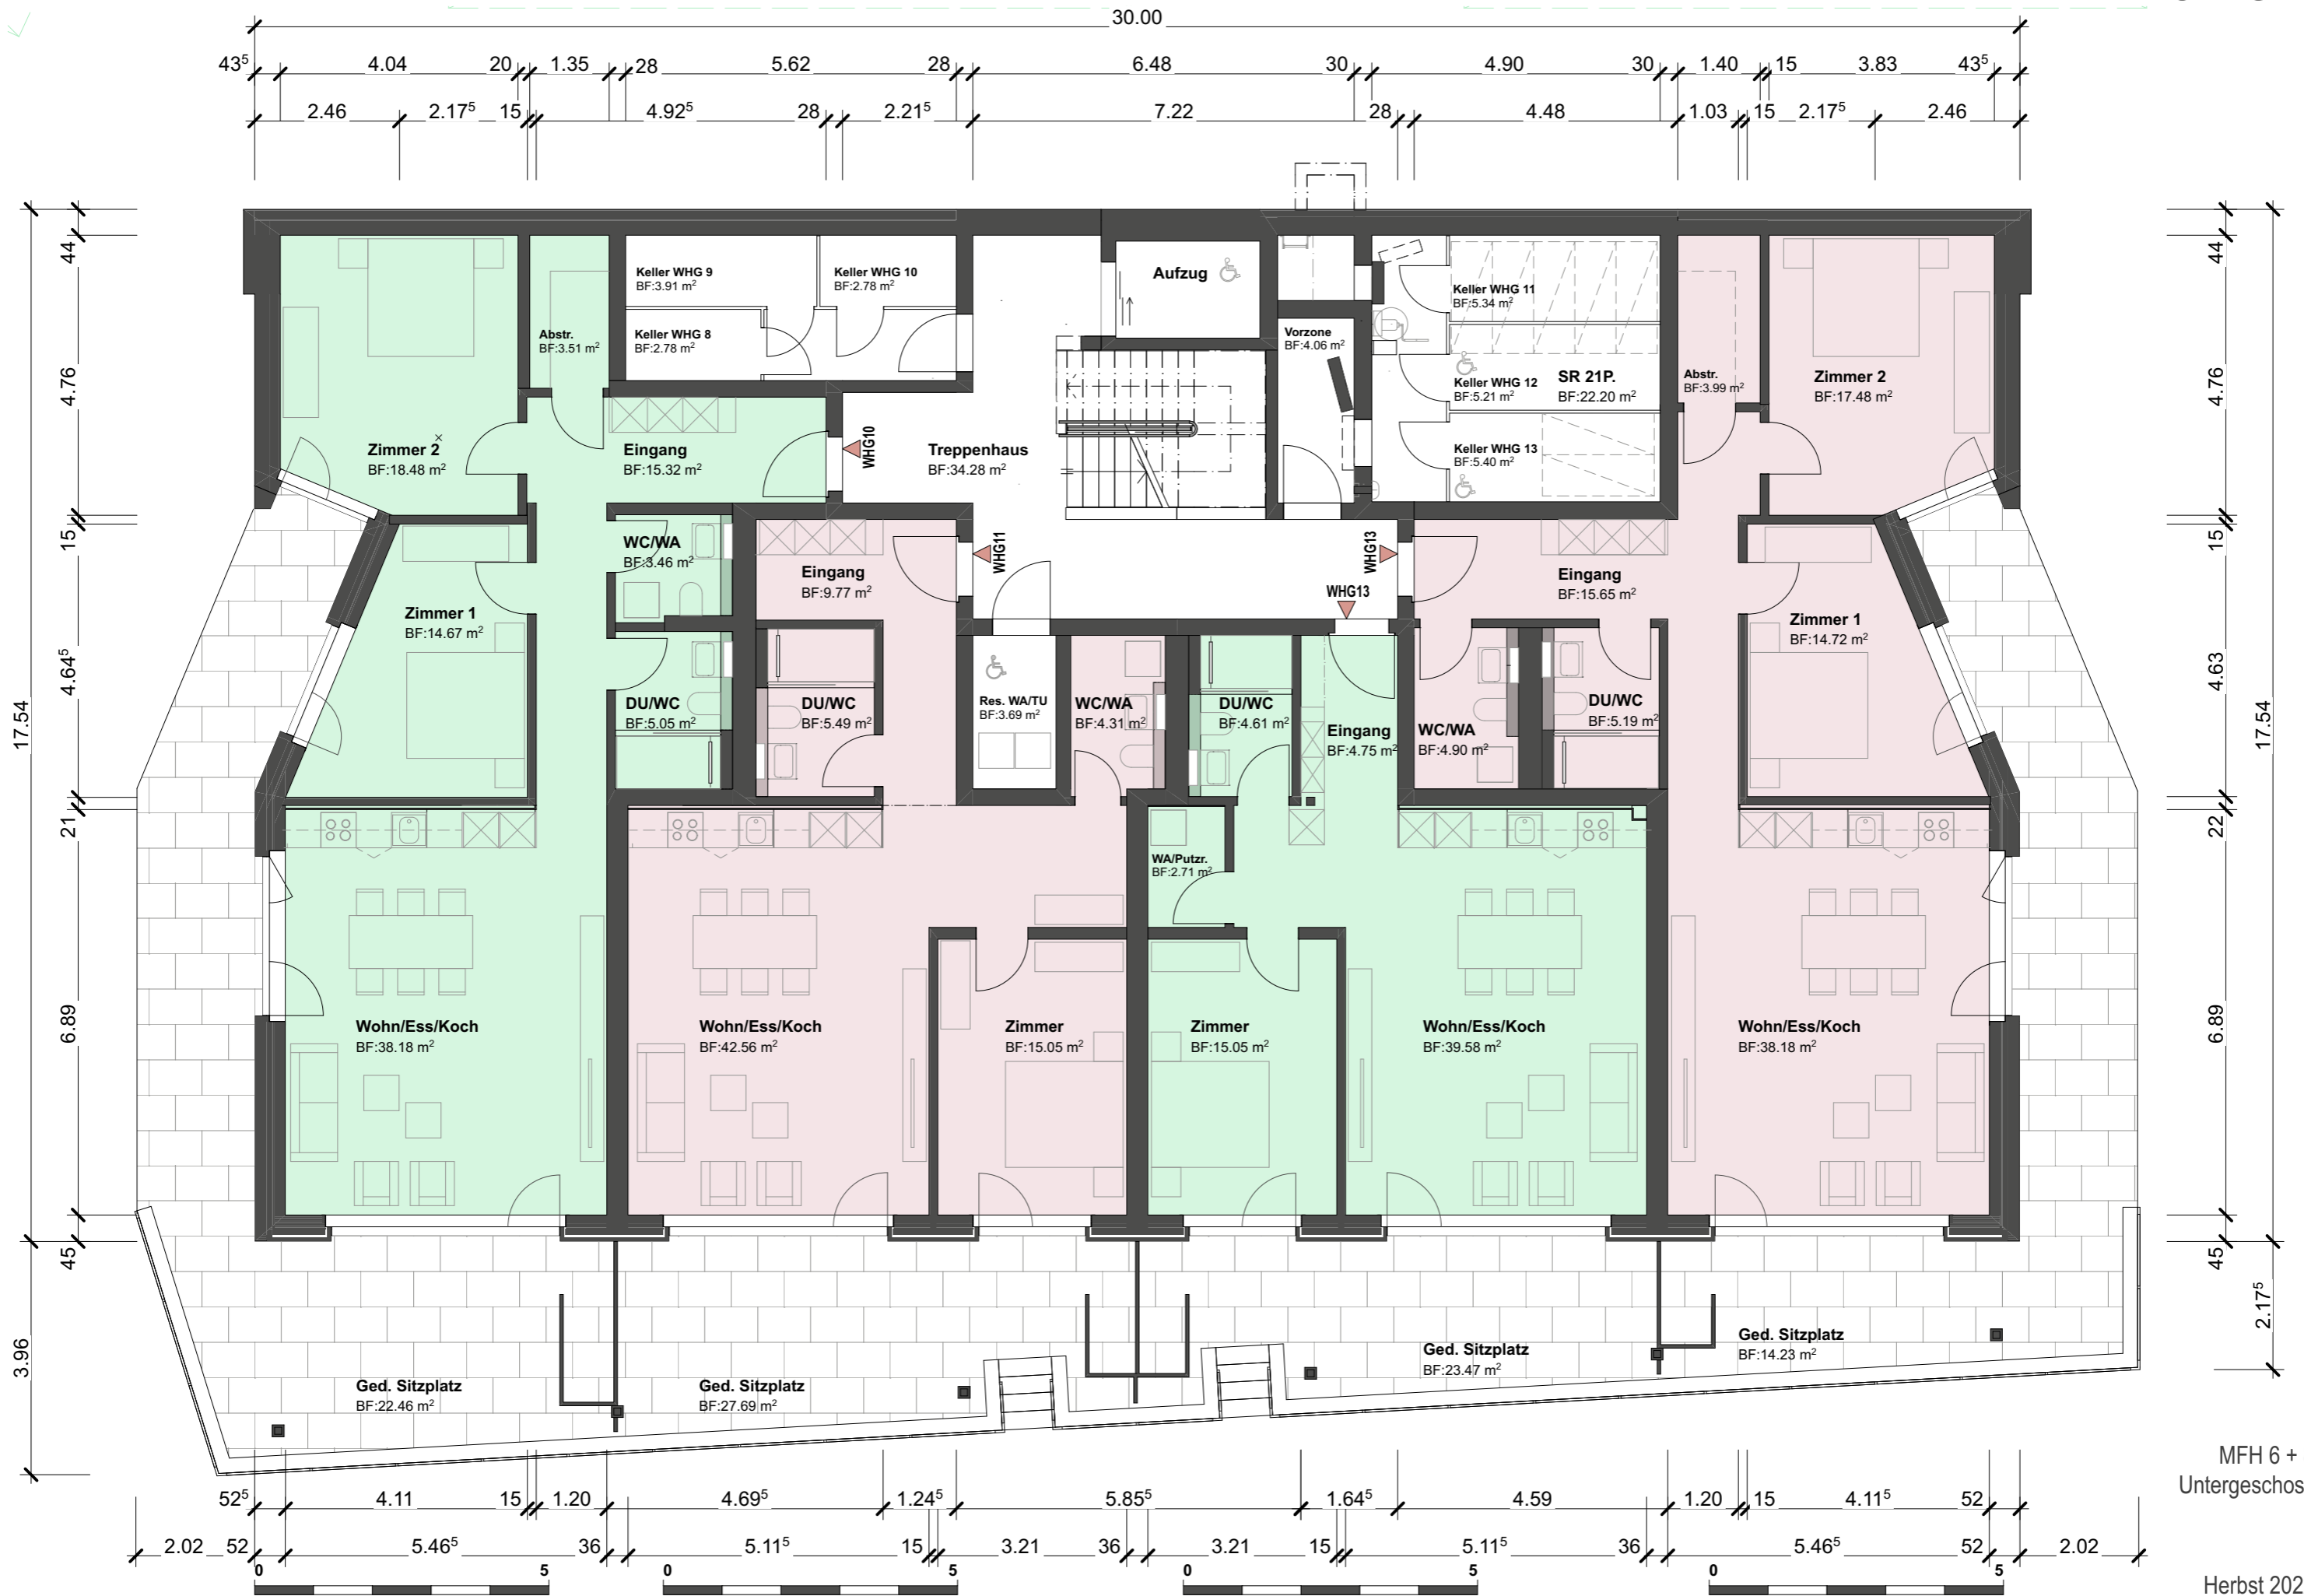 30.00
43⁵ 4.04 20 1.35 28 5.62 28 6.48 30 4.90 30 1.40 15 3.83 43⁵
2.46 2.17⁵ 15 4.92⁵ 28 2.21⁵ 7.22 28 4.48 1.03 15 2.17⁵ 2.46
17.54
3.96
44
4.76
15
4.64⁵
21
6.89
45
Zimmer 2
BF:18.48 m²
Abstr.
BF:3.51 m²
Keller WHG 9
BF:3.91 m²
Keller WHG 10
BF:2.78 m²
Keller WHG 8
BF:2.78 m²
Eingang
BF:15.32 m²
WHG10
Treppenhaus
BF:34.28 m²
Aufzug
Vorzone
BF:4.06 m²
Keller WHG 11
BF:5.34 m²
Keller WHG 12
BF:5.21 m²
SR 21P.
BF:22.20 m²
Keller WHG 13
BF:5.40 m²
Abstr.
BF:3.99 m²
Zimmer 2
BF:17.48 m²
Zimmer 1
BF:14.67 m²
WC/WA
BF:3.46 m²
DU/WC
BF:5.05 m²
Eingang
BF:9.77 m²
WHG11
DU/WC
BF:5.49 m²
Res. WA/TU
BF:3.69 m²
WC/WA
BF:4.31 m²
DU/WC
BF:4.61 m²
WHG13
WHG13
Eingang
BF:4.75 m²
Eingang
BF:15.65 m²
WC/WA
BF:4.90 m²
DU/WC
BF:5.19 m²
Zimmer 1
BF:14.72 m²
WA/Putzr.
BF:2.71 m²
Wohn/Ess/Koch
BF:38.18 m²
Wohn/Ess/Koch
BF:42.56 m²
Zimmer
BF:15.05 m²
Zimmer
BF:15.05 m²
Wohn/Ess/Koch
BF:39.58 m²
Wohn/Ess/Koch
BF:38.18 m²
Ged. Sitzplatz
BF:22.46 m²
Ged. Sitzplatz
BF:27.69 m²
Ged. Sitzplatz
BF:23.47 m²
Ged. Sitzplatz
BF:14.23 m²
44
4.76
15
4.63
22
6.89
45
17.54
2.17⁵
MFH 6 +
Untergeschos
52⁵ 4.11 15 1.20 4.69⁵ 1.24⁵ 5.85⁵ 1.64⁵ 4.59 1.20 15 4.11⁵ 52
2.02 52 5.46⁵ 36 5.11⁵ 15 3.21 36 3.21 15 5.11⁵ 36 5.46⁵ 52 2.02
0 5 0 5 0 5 0 5
Herbst 202